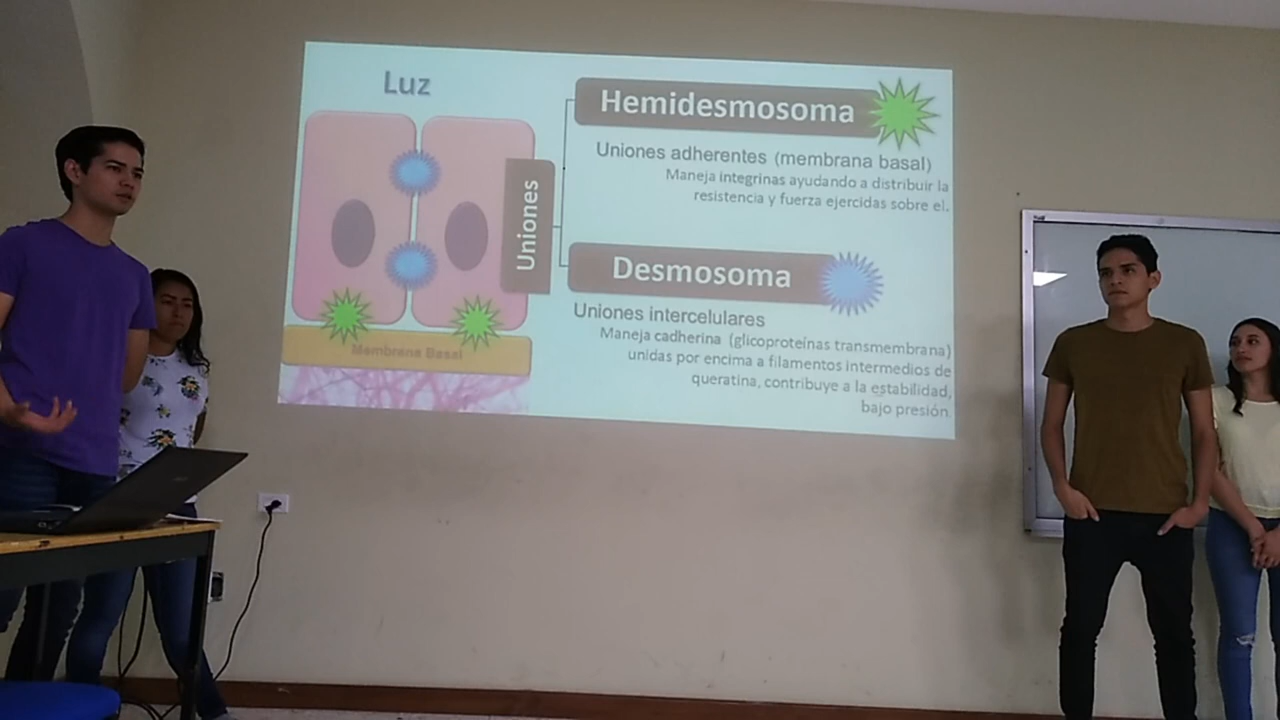 Luz
Uniones
Membrana Basal
Hemidesmosoma
Uniones adherentes (membrana basal)
Maneja integrinas ayudando a distribuir la
resistencia y fuerza ejercidas sobre el.
Desmosoma
Uniones intercelulares
Maneja cadherina (glicoproteínas transmembrana)
unidas por encima a filamentos intermedios de
queratina, contribuye a la estabilidad,
bajo presión.